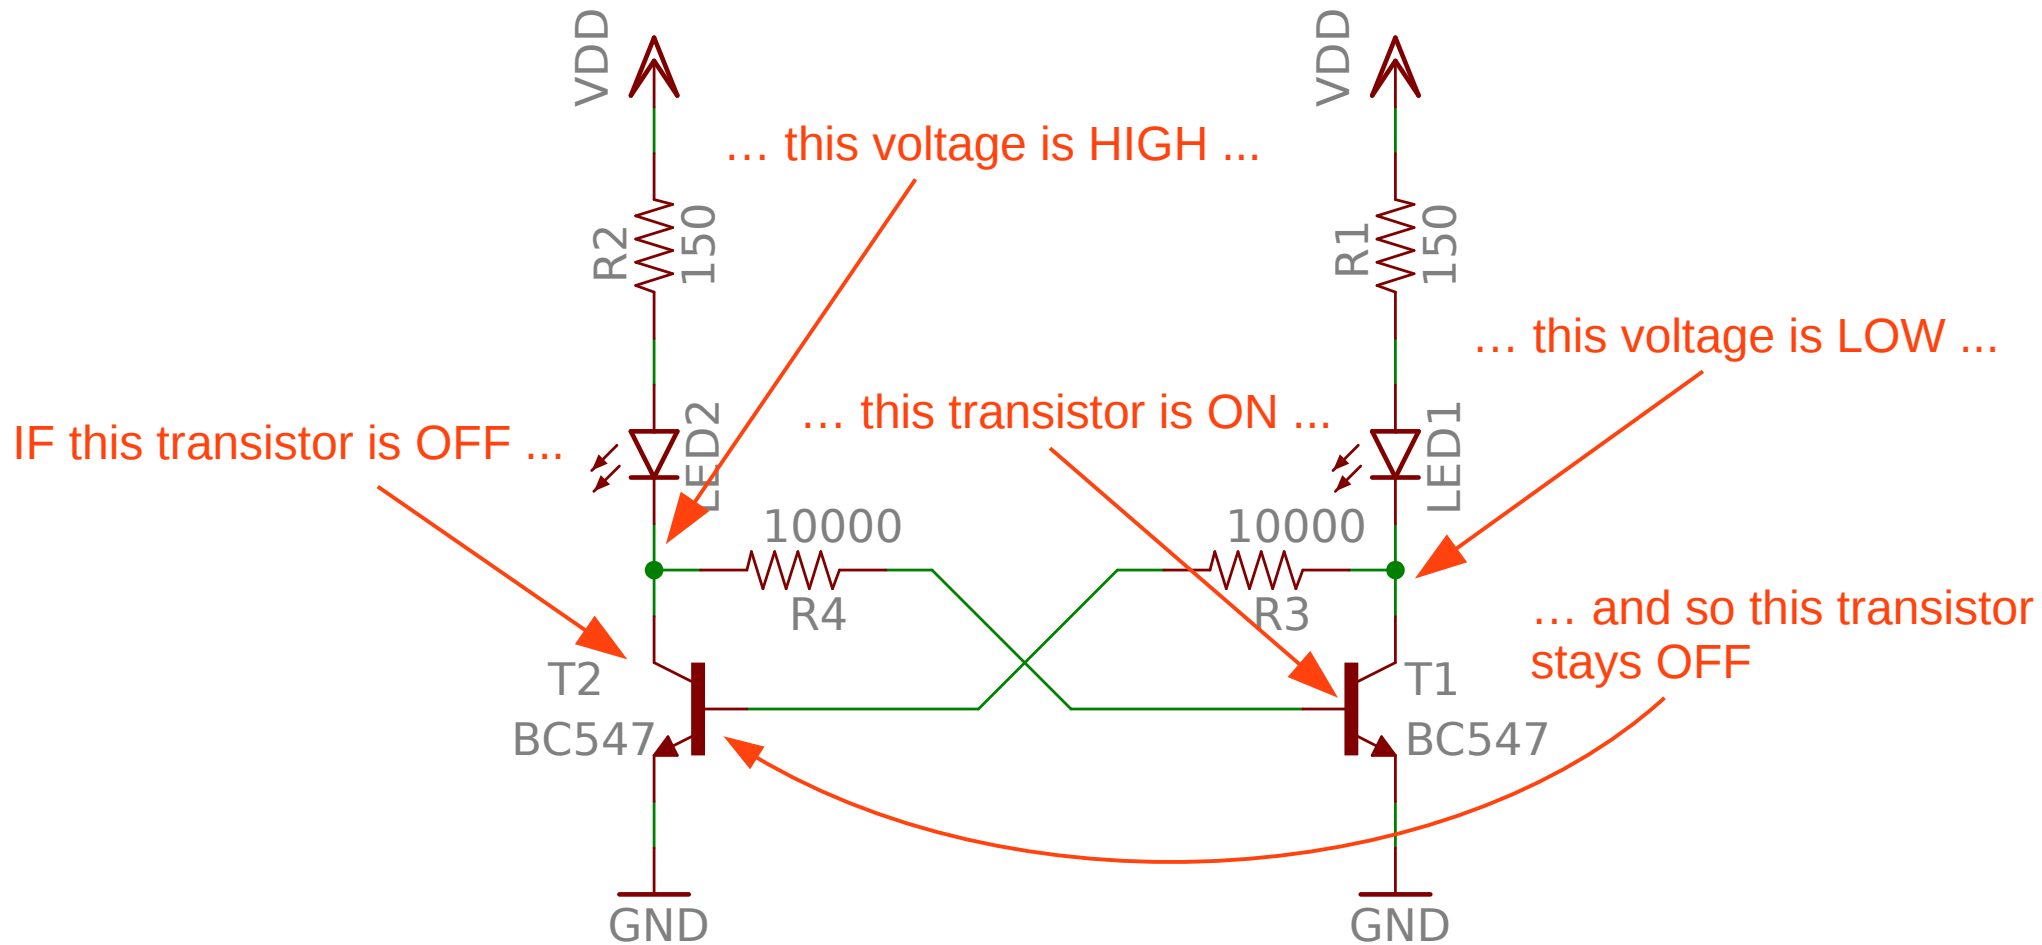 VDD
VDD
… this voltage is HIGH ...
R2
150
R1
150
… this voltage is LOW ...
IF this transistor is OFF ...
… this transistor is ON ...
LED2
LED1
10000
10000
R4
R3
… and so this transistor
stays OFF
T2
T1
BC547
BC547
GND
GND